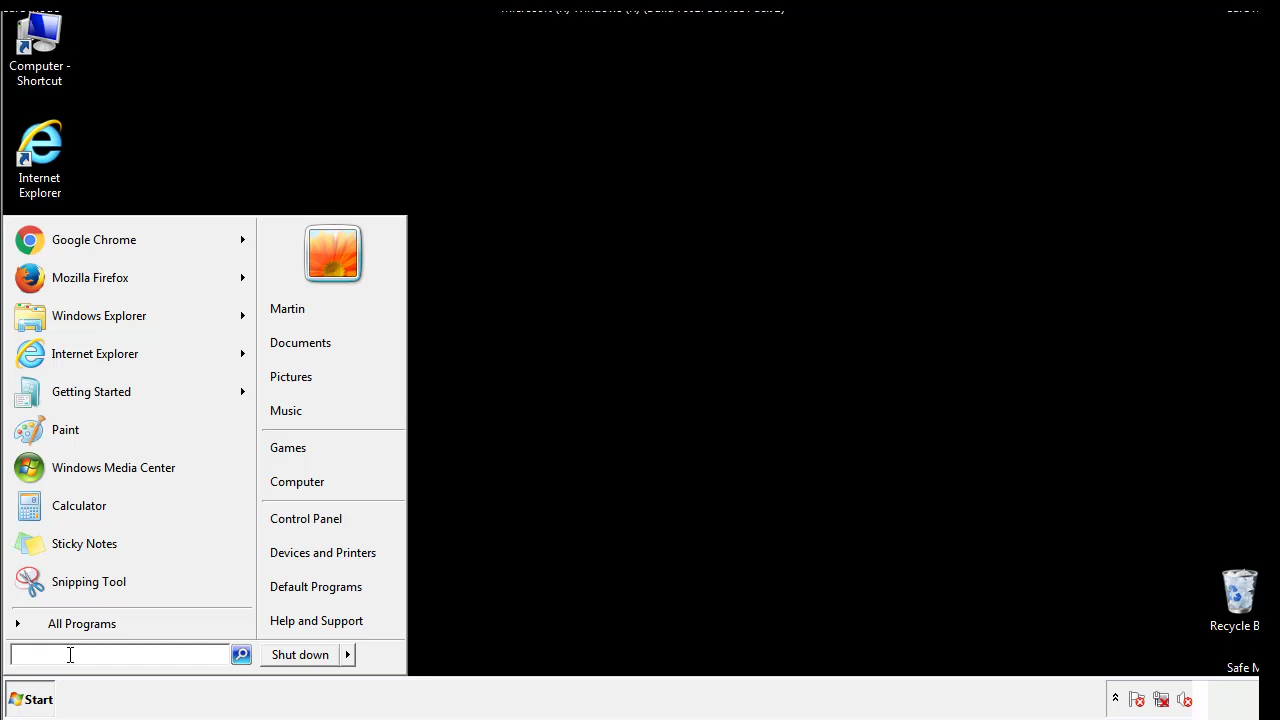 Computer -
Shortcut
Internet
Explorer
Google Chrome
Mozilla Firefox
Windows Explorer
Internet Explorer
Getting Started
Paint
Windows Media Center
Calculator
Sticky Notes
Snipping Tool
All Programs
Martin
Documents
Pictures
Music
Games
Computer
Control Panel
Devices and Printers
Default Programs
Help and Support
Shut down
Recycle B
Safe M
Start